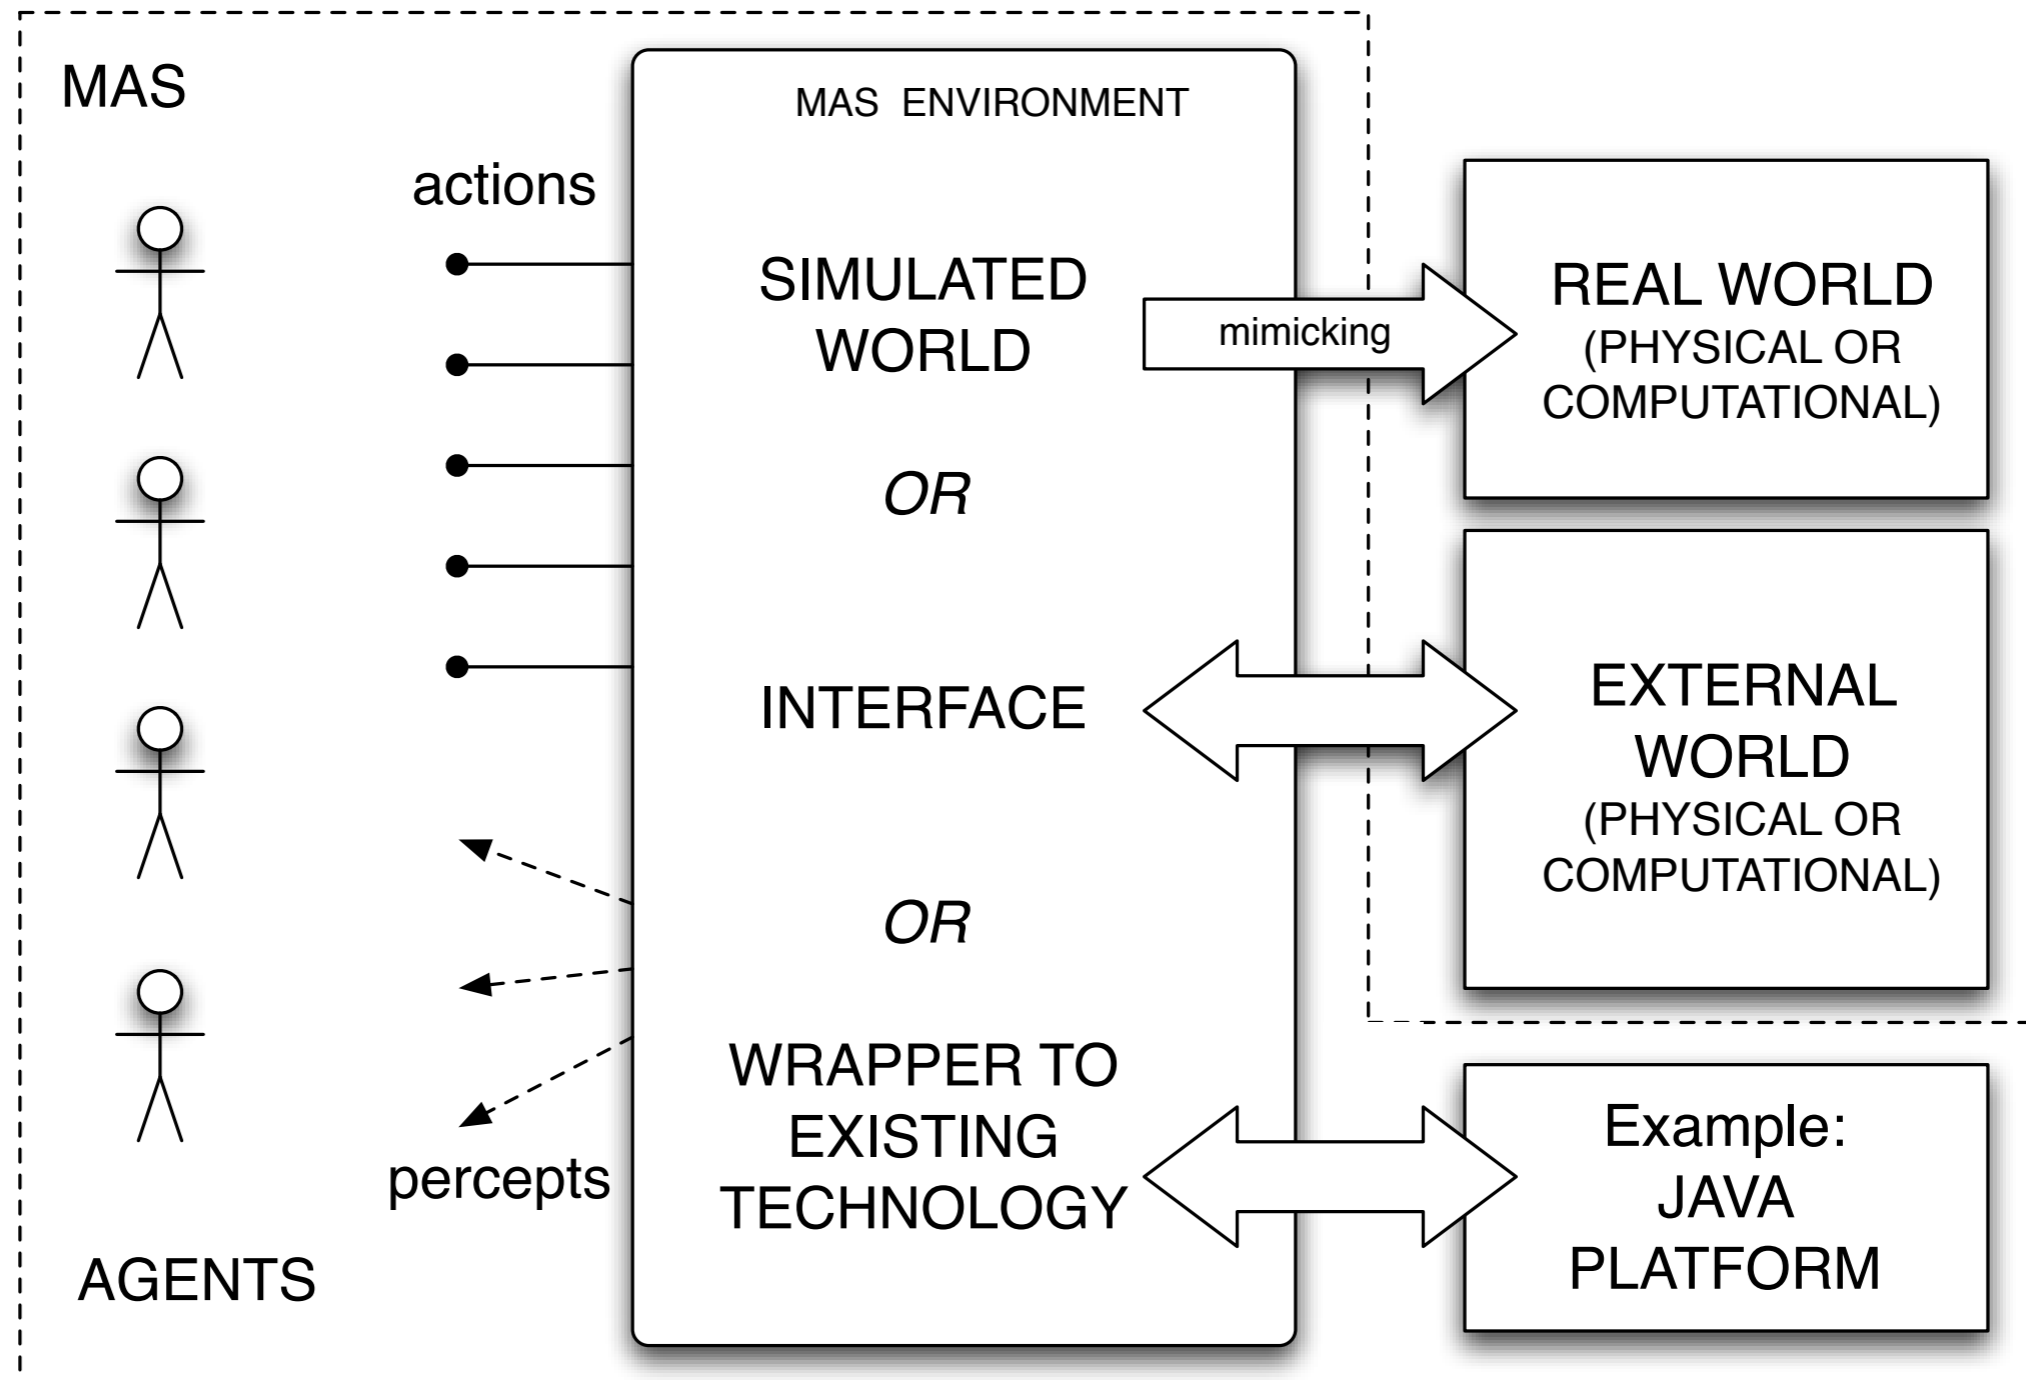 MAS
MAS ENVIRONMENT
actions
SIMULATED
WORLD
mimicking
REAL WORLD
(PHYSICAL OR
COMPUTATIONAL)
OR
INTERFACE
EXTERNAL
WORLD
(PHYSICAL OR
COMPUTATIONAL)
OR
WRAPPER TO
EXISTING
TECHNOLOGY
Example:
JAVA
PLATFORM
percepts
AGENTS